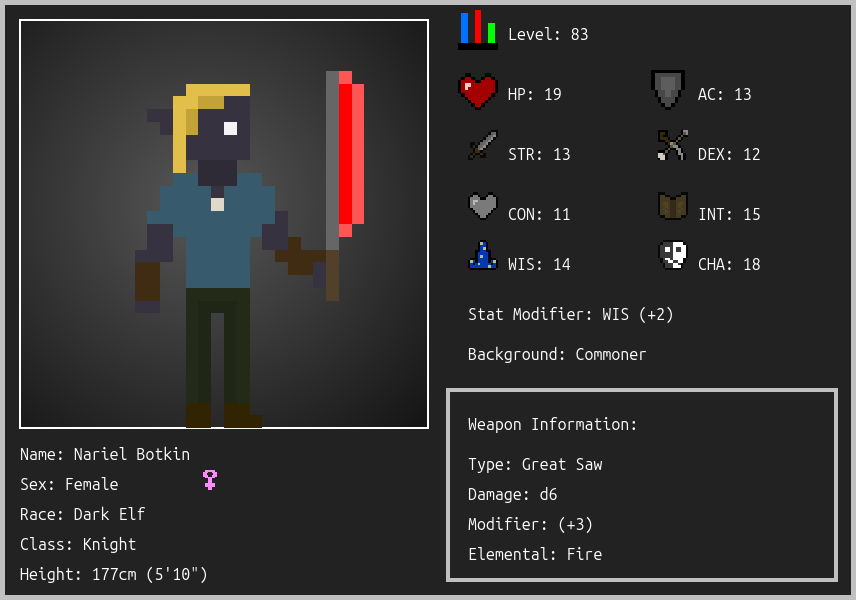 Level: 83
HP: 19
AC: 13
STR: 13
DEX: 12
CON: 11
INT: 15
WIS: 14
CHA: 18
Stat Modifier: WIS (+2)
Background: Commoner
Weapon Information:
Type: Great Saw
Damage: d6
Modifier: (+3)
Elemental: Fire
Name: Nariel Botkin
Sex: Female
Race: Dark Elf
Class: Knight
Height: 177cm (5'10")